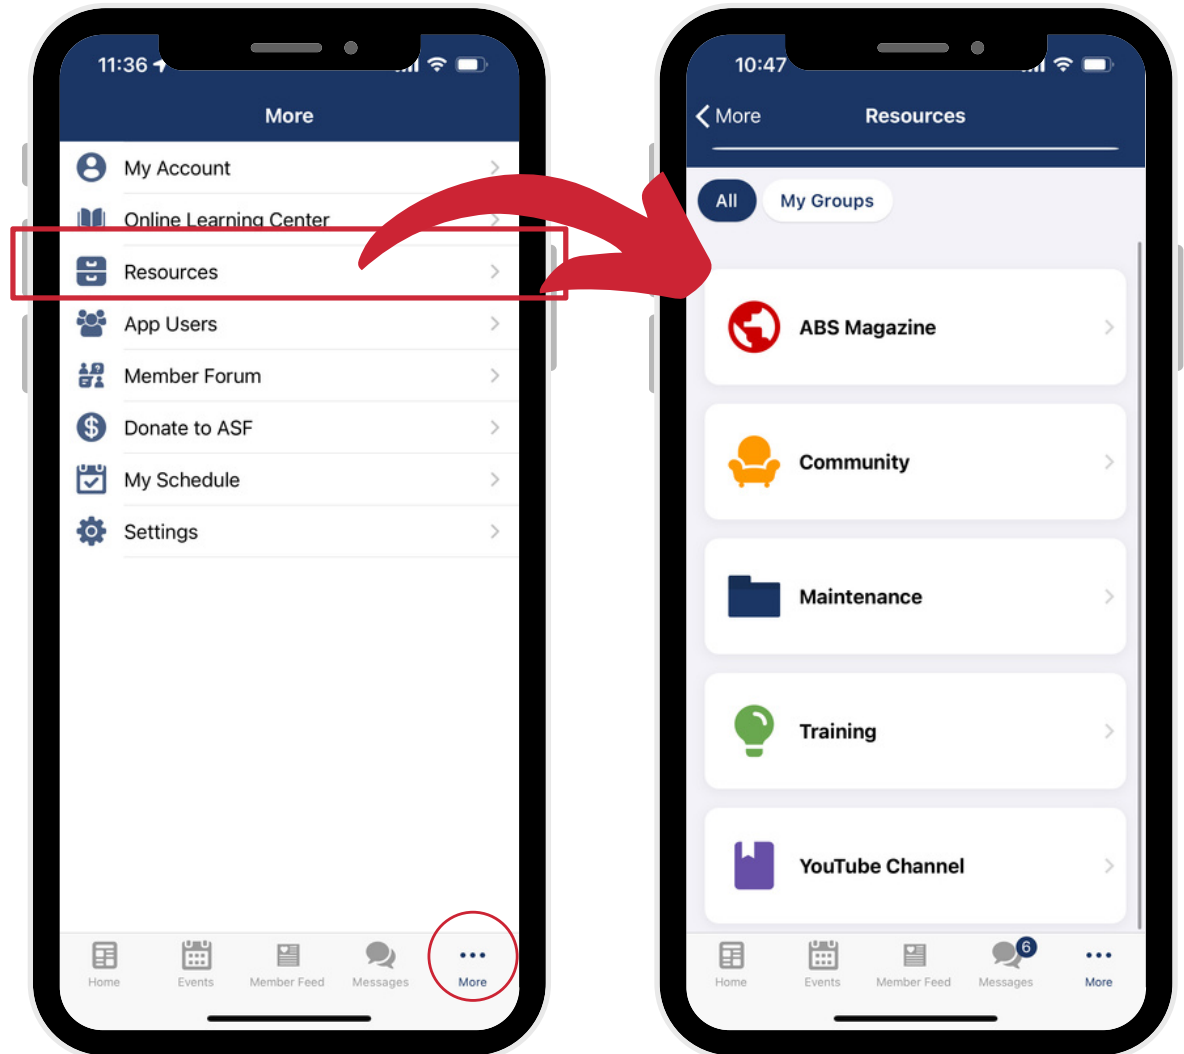 11:36
More
My Account
Online Learning Center
Resources
App Users
Member Forum
Donate to ASF
My Schedule
Settings
Home
Events
Member Feed
Messages
More
10:47
More
Resources
All
My Groups
ABS Magazine
Community
Maintenance
Training
YouTube Channel
6
Home
Events
Member Feed
Messages
More